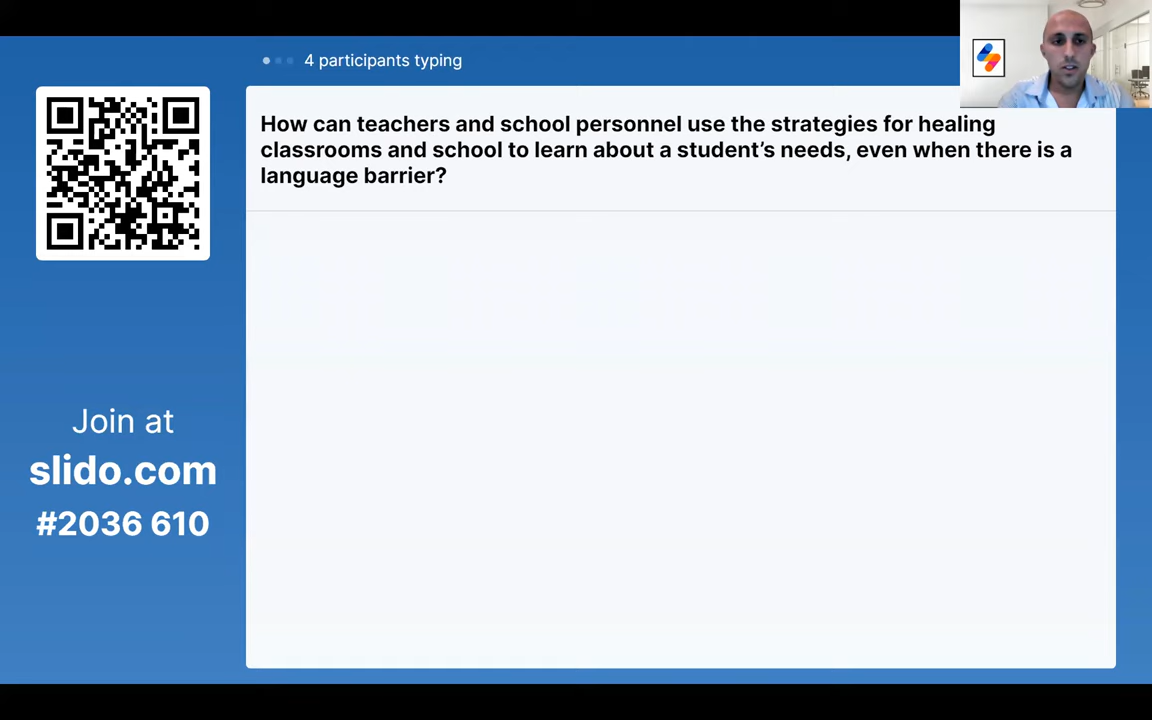 4 participants typing
How can teachers and school personnel use the strategies for healing
classrooms and school to learn about a student’s needs, even when there is a
language barrier?
Join at
slido.com
#2036 610